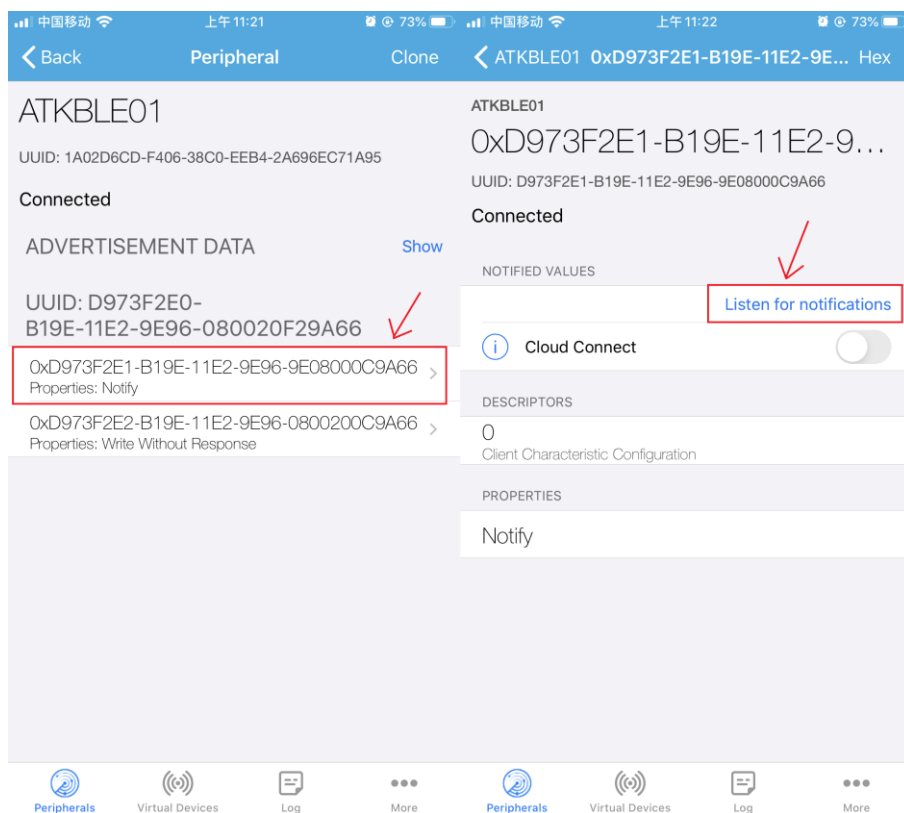 中国移动
上午11:21
73%
Back
Peripheral
Clone
ATKBLE01
UUID: 1A02D6CD-F406-38C0-EEB4-2A696EC71A95
Connected
ADVERTISEMENT DATA
Show
UUID: D973F2E0-
B19E-11E2-9E96-080020F29A66
0xD973F2E1-B19E-11E2-9E96-9E08000C9A66
Properties: Notify
0xD973F2E2-B19E-11E2-9E96-0800200C9A66
Properties: Write Without Response
Peripherals
Virtual Devices
Log
More
中国移动
上午11:22
73%
ATKBLE01
0xD973F2E1-B19E-11E2-9E...
Hex
ATKBLE01
0xD973F2E1-B19E-11E2-9...
UUID: D973F2E1-B19E-11E2-9E96-9E08000C9A66
Connected
NOTIFIED VALUES
Listen for notifications
Cloud Connect
DESCRIPTORS
0
Client Characteristic Configuration
PROPERTIES
Notify
Peripherals
Virtual Devices
Log
More